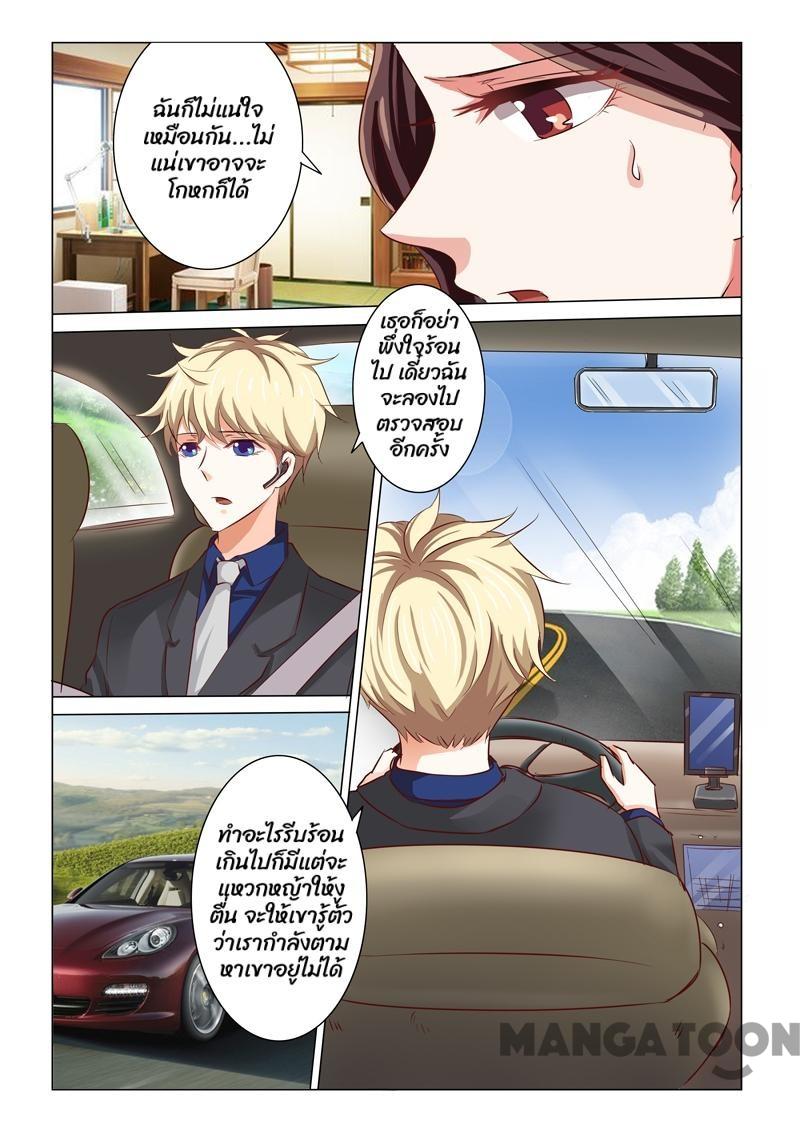 ฉันก็ไม่แน่ใจ
เหมือนกัน...ไม่
แน่เขาอาจจะ
โกหกก็ได้
เธอก็อย่า
พึ่งใจร้อน
ไป เดี๋ยวฉัน
จะลองไป
ตรวจสอบ
อีกครั้ง
ทำอะไรรีบร้อน
เกินไปก็มีแต่จะ
แหวกหญ้าให้งู
ตื่น จะให้เขารู้ตัว
ว่าเรากำลังตาม
หาเขาอยู่ไม่ได้
MANGATOON